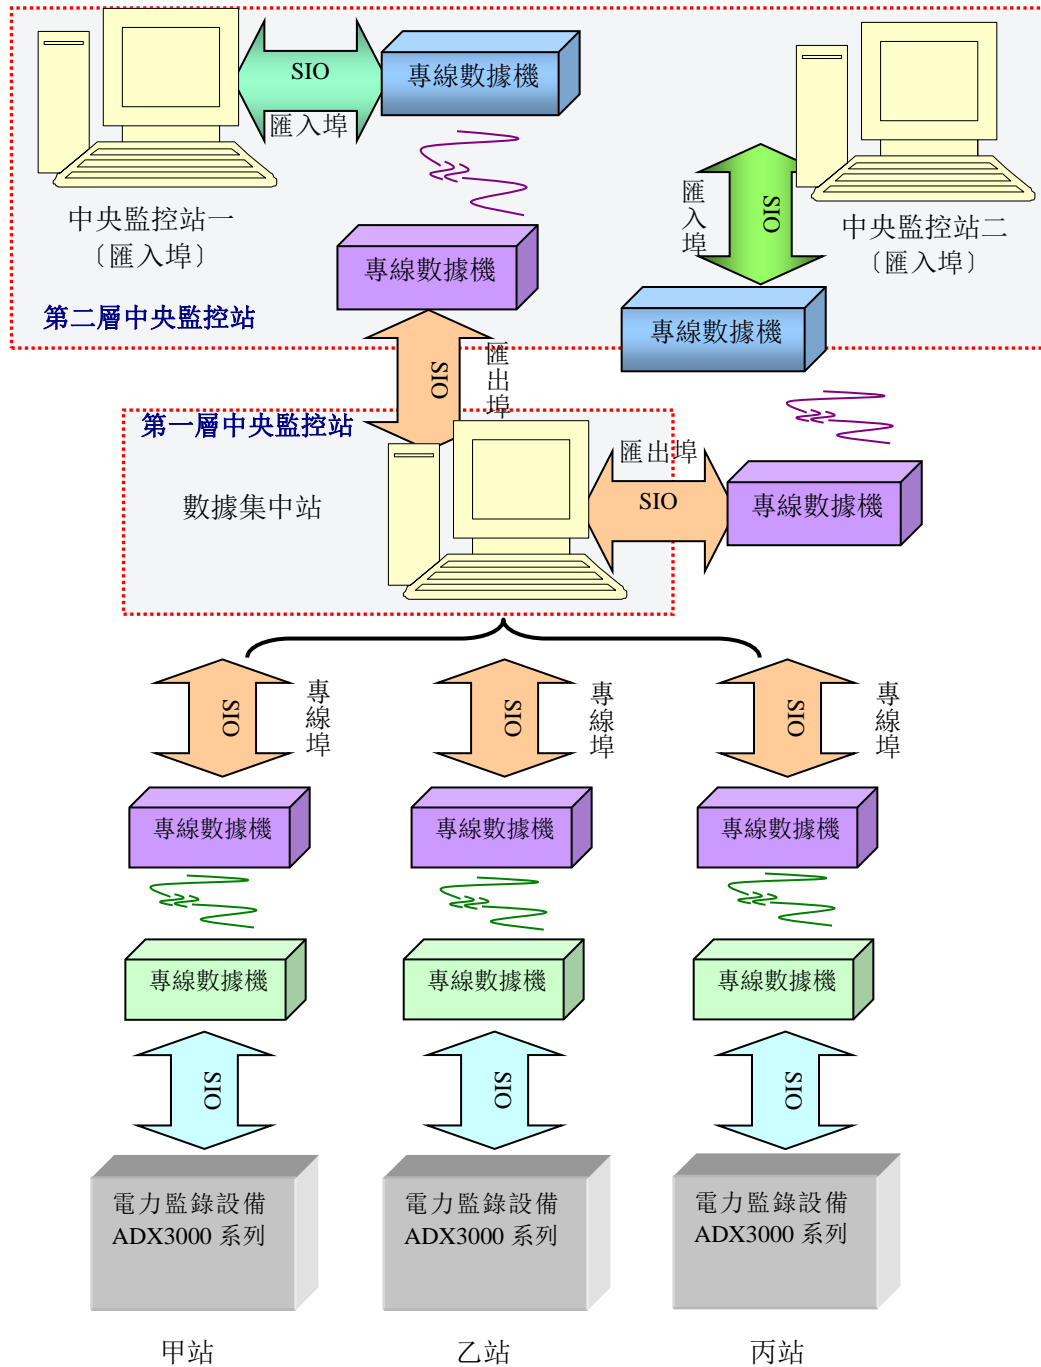 SIO
匯入埠
專線數據機
中央監控站一
〔匯入埠〕
第二層中央監控站
專線數據機
SIO
匯出埠
匯入埠
SIO
中央監控站二
〔匯入埠〕
專線數據機
第一層中央監控站
數據集中站
匯出埠
SIO
專線數據機
SIO
專線埠
SIO
專線埠
SIO
專線埠
專線數據機
專線數據機
專線數據機
專線數據機
專線數據機
專線數據機
SIO
SIO
SIO
電力監錄設備
ADX3000 系列
電力監錄設備
ADX3000 系列
電力監錄設備
ADX3000 系列
甲站
乙站
丙站